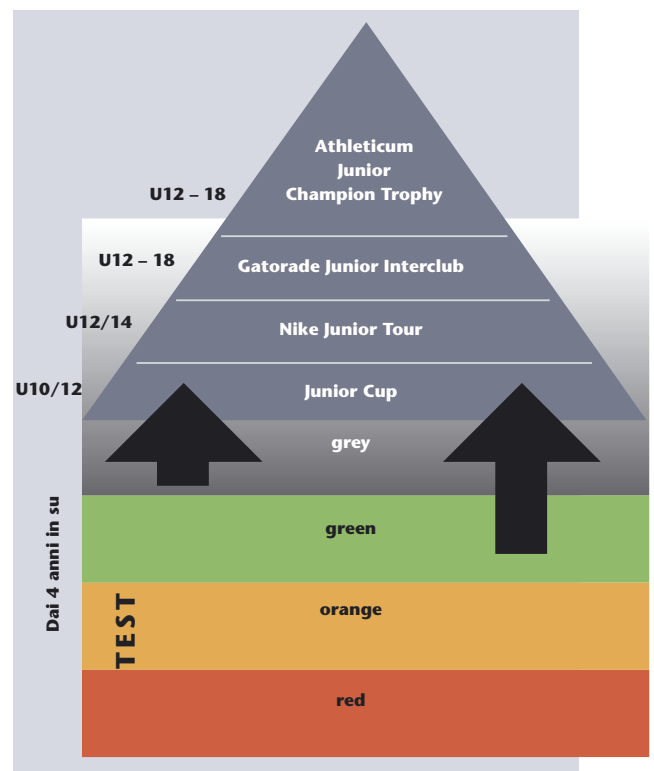 Athleticum
Junior
Champion Trophy
U12 – 18
Gatorade Junior Interclub
U12 – 18
Nike Junior Tour
U12/14
Junior Cup
U10/12
grey
green
orange
red
Dai 4 anni in su
TEST